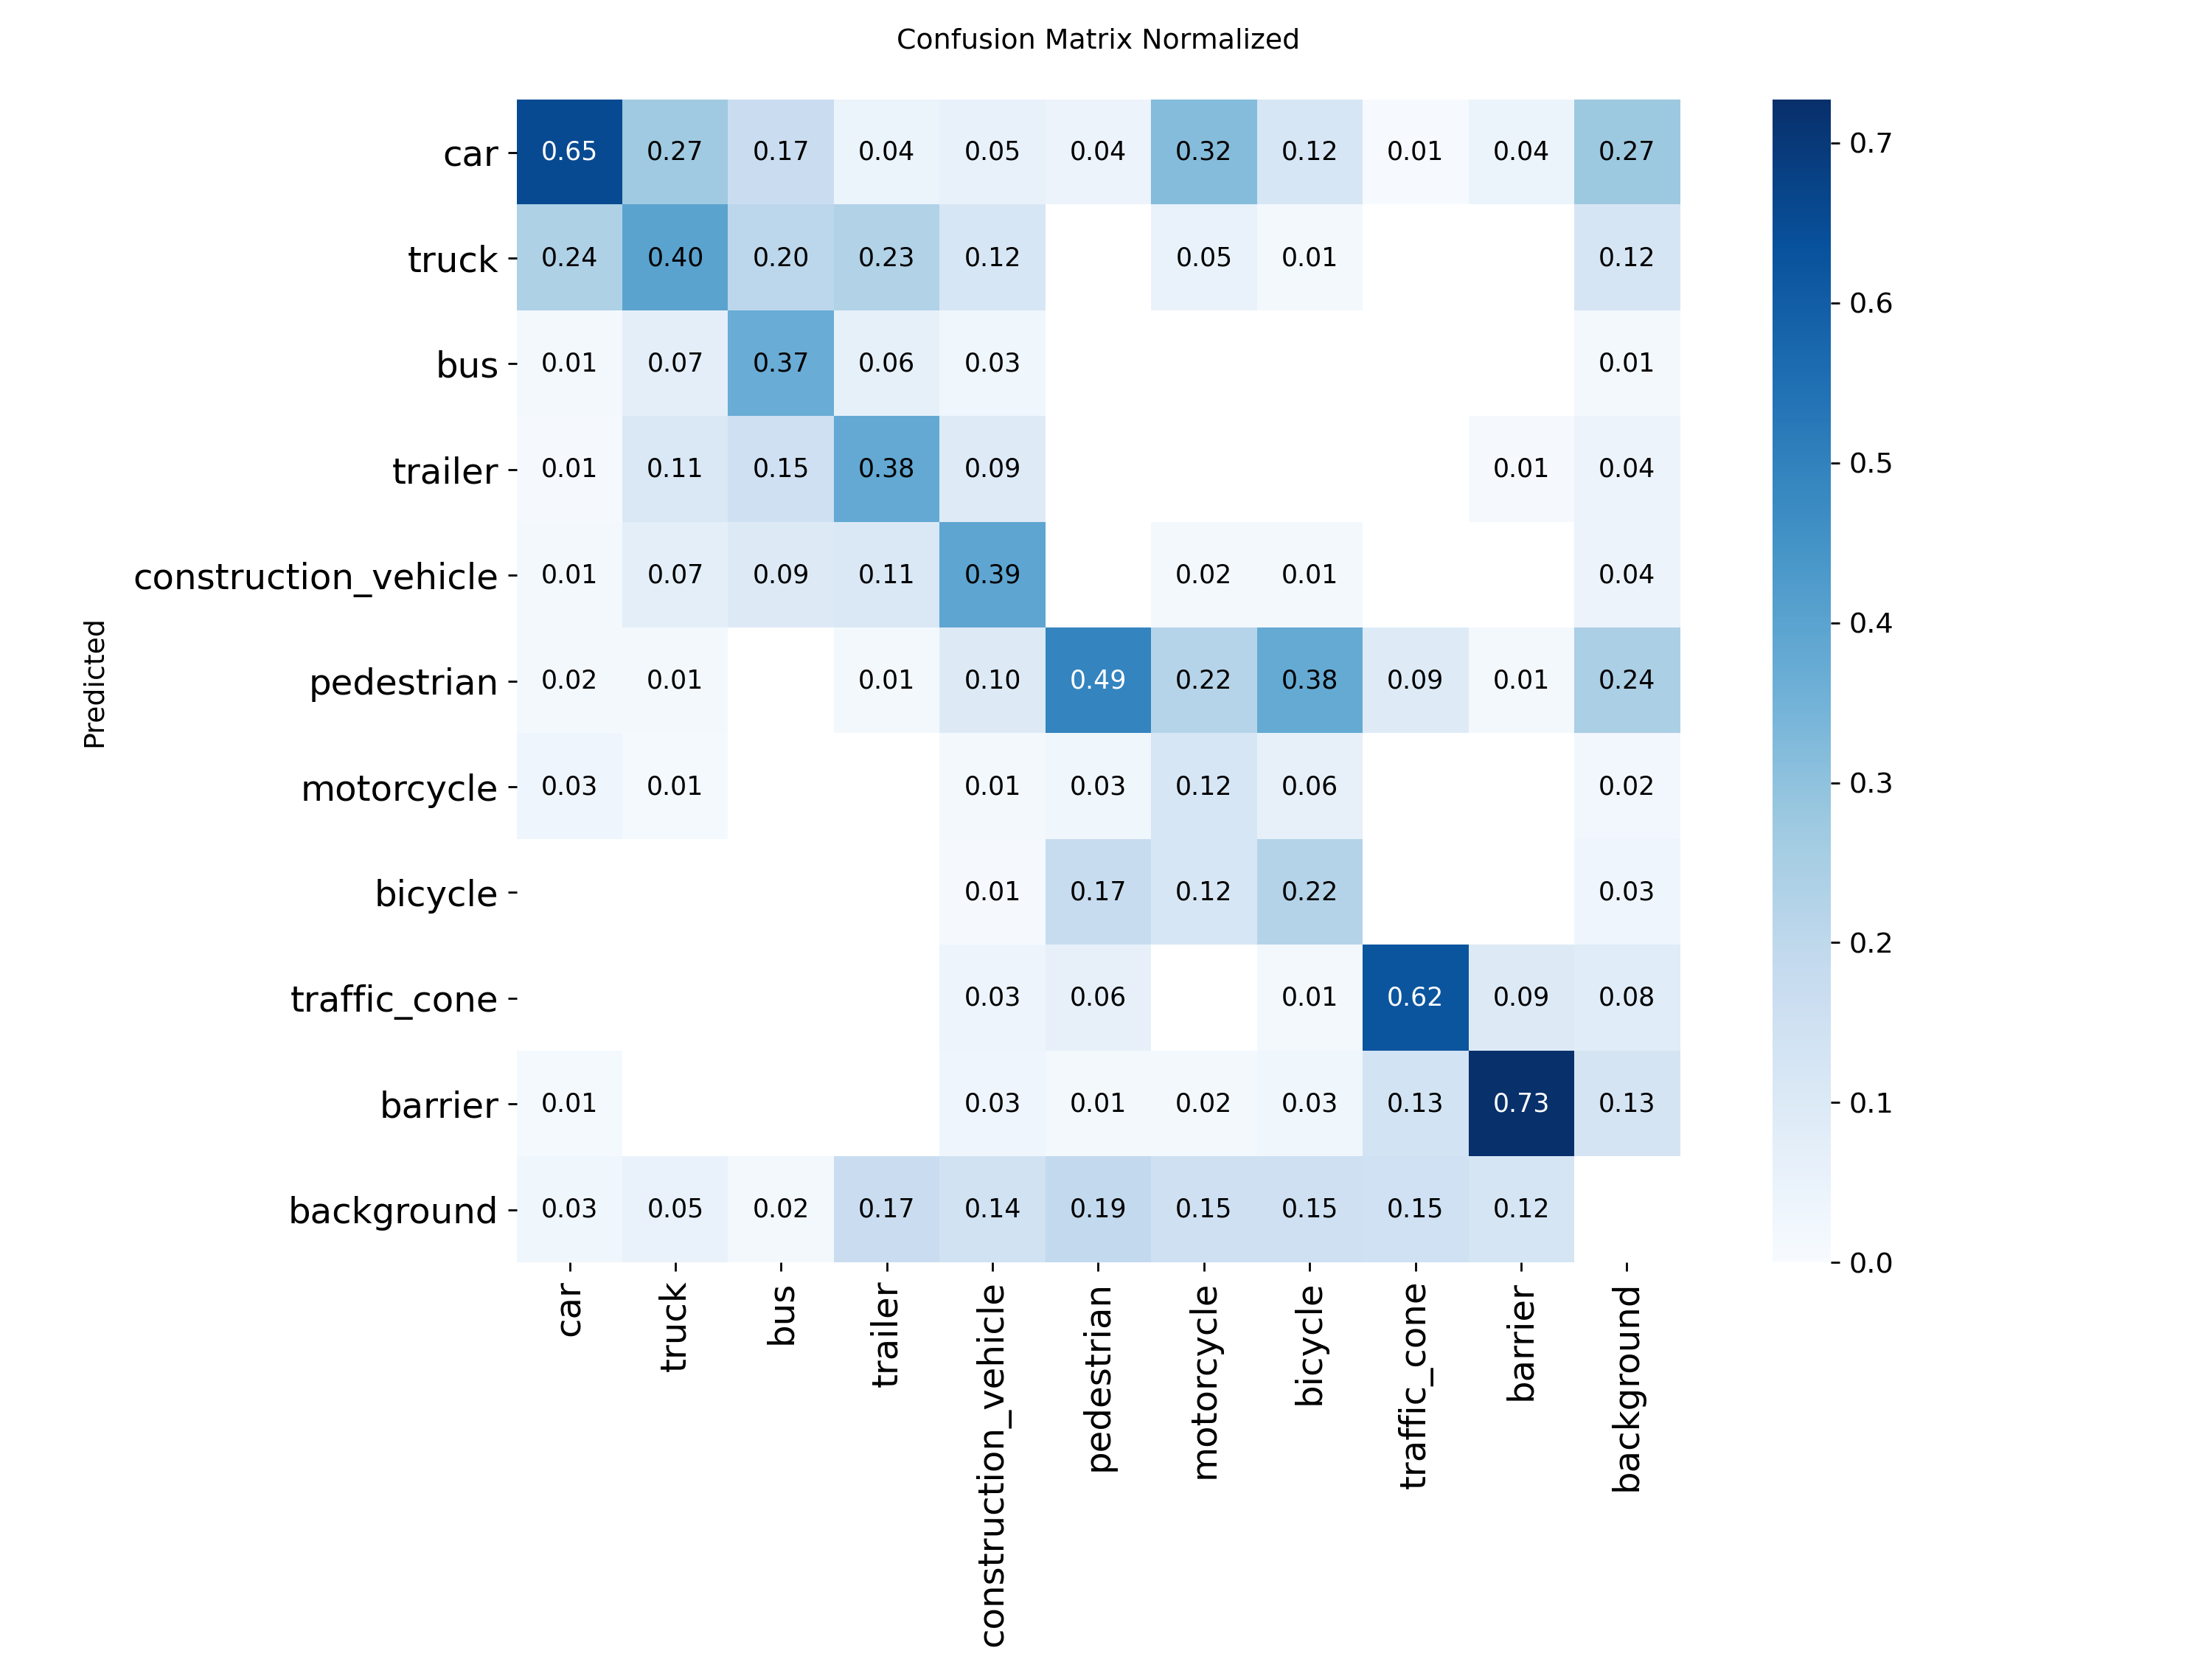 Confusion Matrix Normalized
Predicted
car 0.65 0.27 0.17 0.04 0.05 0.04 0.32 0.12 0.01 0.04 0.27
truck 0.24 0.40 0.20 0.23 0.12 0.05 0.01 0.12
bus 0.01 0.07 0.37 0.06 0.03 0.01
trailer 0.01 0.11 0.15 0.38 0.09 0.01 0.04
construction_vehicle 0.01 0.07 0.09 0.11 0.39 0.02 0.01 0.04
pedestrian 0.02 0.01 0.01 0.10 0.49 0.22 0.38 0.09 0.01 0.24
motorcycle 0.03 0.01 0.01 0.03 0.12 0.06 0.02
bicycle 0.01 0.17 0.12 0.22 0.03
traffic_cone 0.03 0.06 0.01 0.62 0.09 0.08
barrier 0.01 0.03 0.01 0.02 0.03 0.13 0.73 0.13
background 0.03 0.05 0.02 0.17 0.14 0.19 0.15 0.15 0.15 0.12
car
truck
bus
trailer
construction_vehicle
pedestrian
motorcycle
bicycle
traffic_cone
barrier
background
0.7
0.6
0.5
0.4
0.3
0.2
0.1
0.0